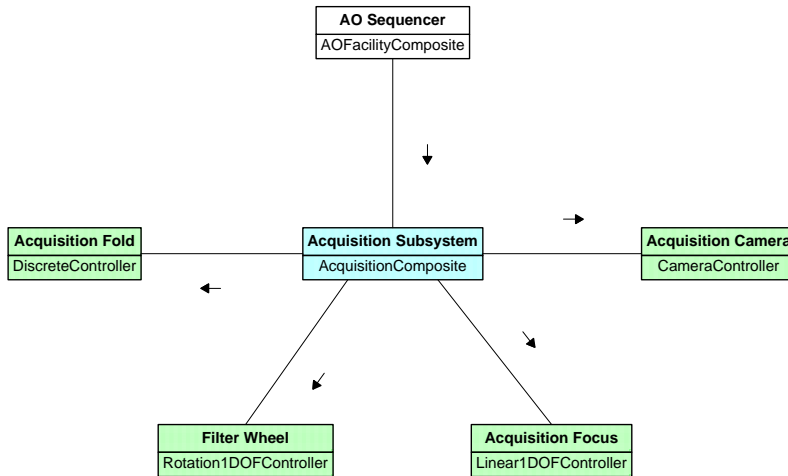 AO Sequencer
AOFacilityComposite
Acquisition Fold
DiscreteController
Acquisition Subsystem
AcquisitionComposite
Acquisition Camera
CameraController
Filter Wheel
Rotation1DOFController
Acquisition Focus
Linear1DOFController